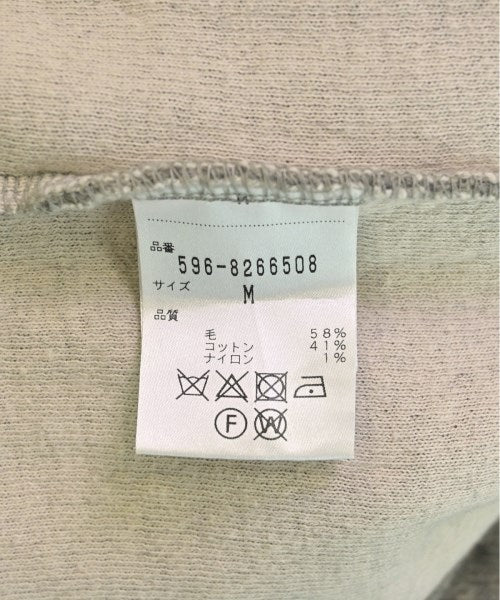 品番
596-8266508
サイズ
M
品質
毛 58%
コットン 41%
ナイロン 1%
F
W